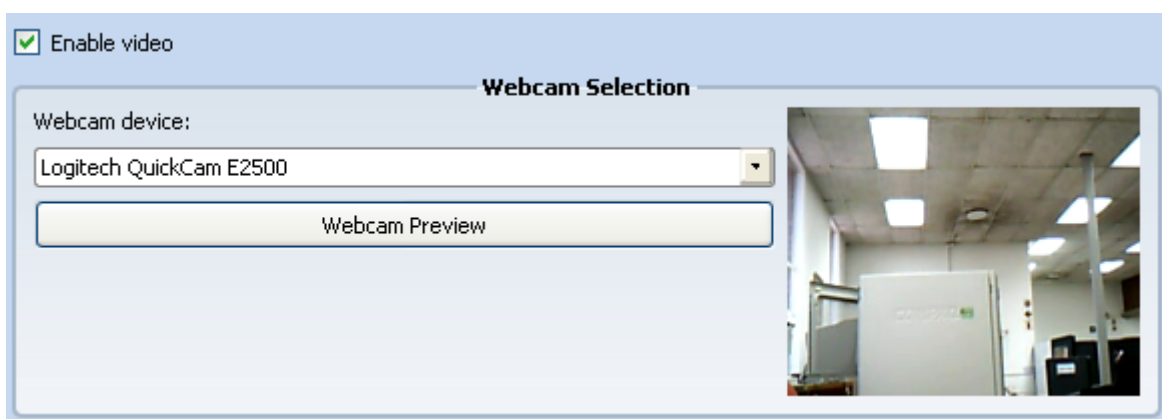 Enable video
Webcam Selection
Webcam device:
Logitech QuickCam E2500
Webcam Preview